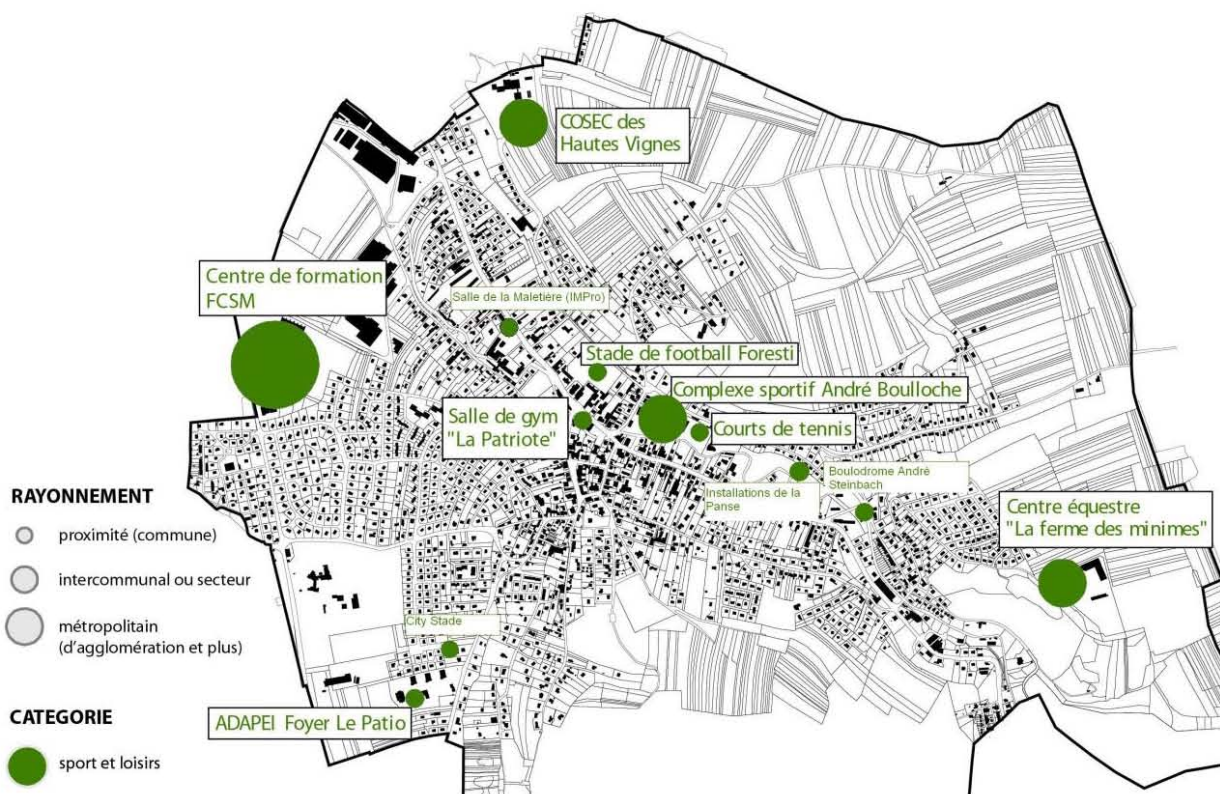 COSEC des
Hautes Vignes
Centre de formation
FCSM
Salle de la Maletière (IMPro)
Stade de football Foresti
Complexe sportif André Boulloche
Salle de gym
"La Patriote"
Courts de tennis
Boulodrome André
Steinbach
Installations de la
Panse
Centre équestre
"La ferme des minimes"
RAYONNEMENT
proximité (commune)
intercommunal ou secteur
métropolitain
(d'agglomération et plus)
City Stade
CATEGORIE
ADAPEI Foyer Le Patio
sport et loisirs